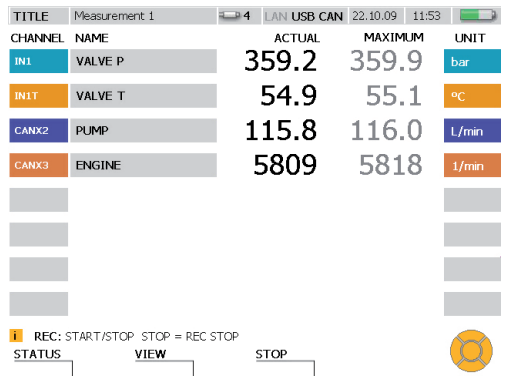 TITLE Measurement 1 4 LAN USB CAN 22.10.09 11:53
CHANNEL NAME ACTUAL MAXIMUM UNIT
IN1 VALVE P 359.2 359.9 bar
IN1T VALVE T 54.9 55.1 ºC
CANX2 PUMP 115.8 116.0 L/min
CANX3 ENGINE 5809 5818 1/min
i REC: START/STOP STOP = REC STOP
STATUS VIEW STOP